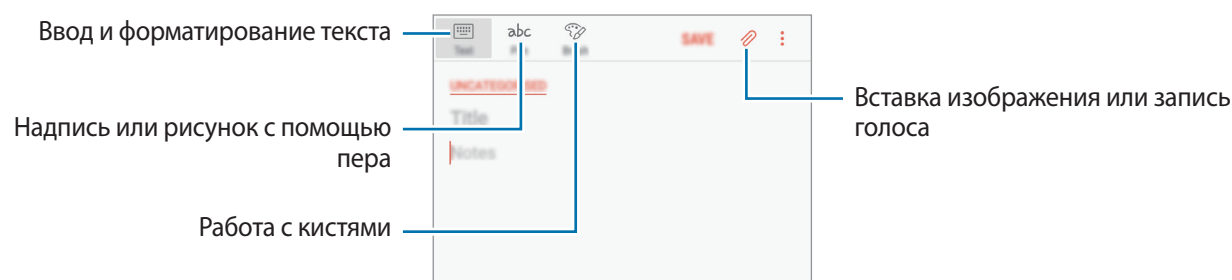 Ввод и форматирование текста
Надпись или рисунок с помощью
пера
Работа с кистями
abc
Text
SAVE
UNCATEGORISED
Title
Notes
Вставка изображения или запись
голоса